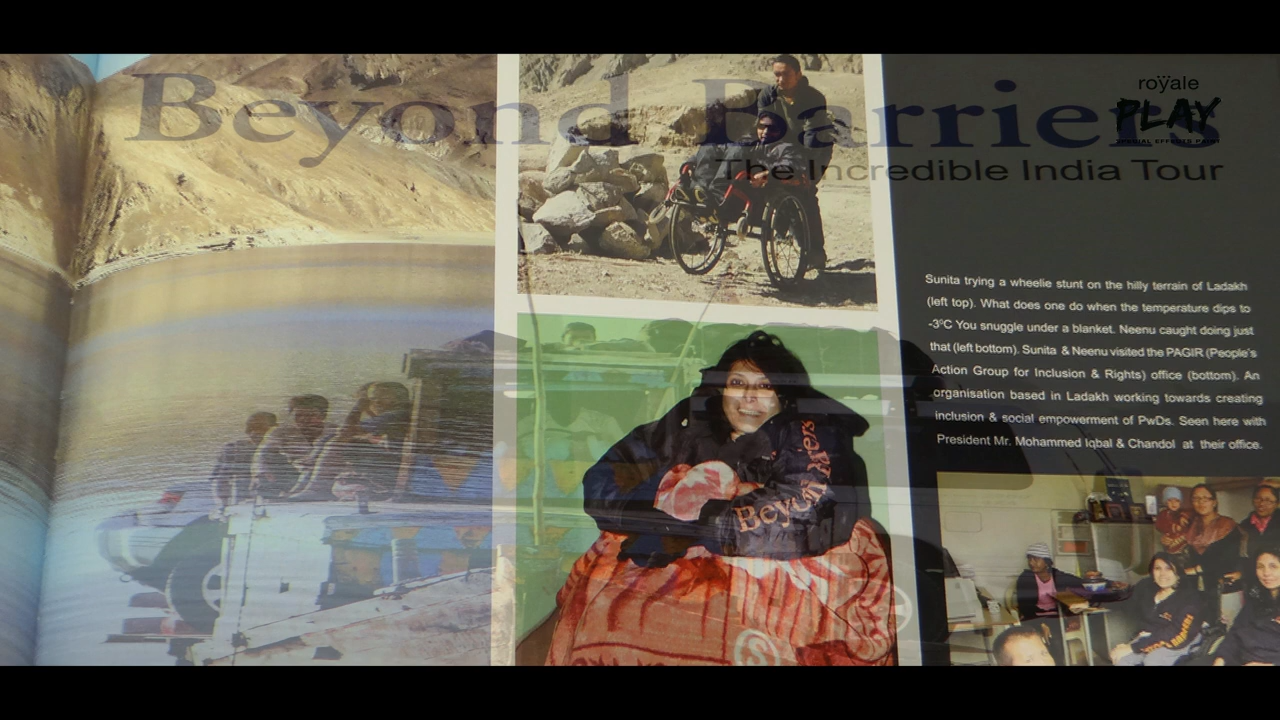 Beyond Barriers
The Incredible India Tour
royale
PLAY
SPECIAL EFFECTS PAINT
Sunita trying a wheelie stunt on the hilly terrain of Ladakh
(left top). What does one do when the temperature dips to
-3⁰C You snuggle under a blanket. Neenu caught doing just
that (left bottom). Sunita & Neenu visited the PAGIR (People's
Action Group for Inclusion & Rights) office (bottom). An
organisation based in Ladakh working towards creating
inclusion & social empowerment of PwDs. Seen here with
President Mr. Mohammed Iqbal & Chandol at their office.
Beyond Barriers